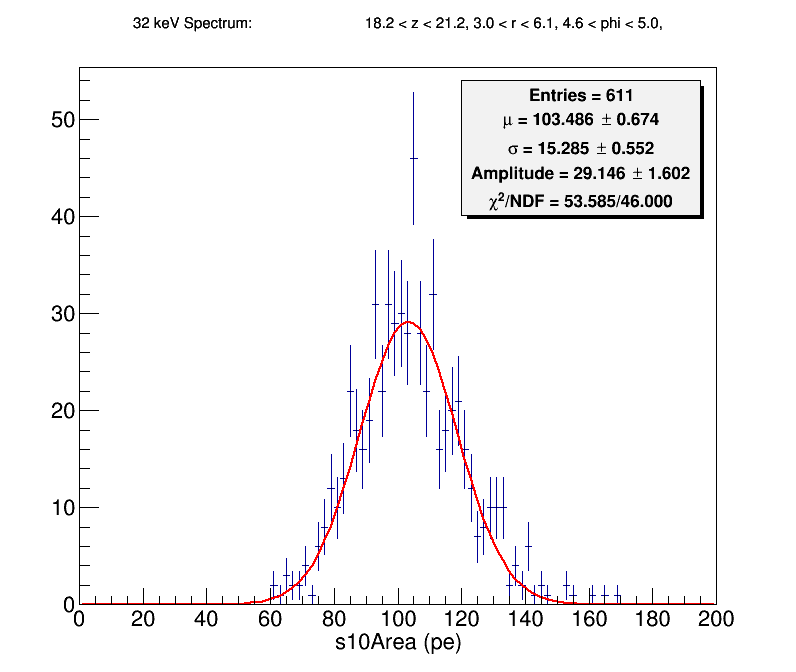 32 keV Spectrum: 18.2 < z < 21.2, 3.0 < r < 6.1, 4.6 < phi < 5.0,
Entries = 611
μ = 103.486 ± 0.674
σ = 15.285 ± 0.552
Amplitude = 29.146 ± 1.602
χ²/NDF = 53.585/46.000
50
40
30
20
10
0
0 20 40 60 80 100 120 140 160 180 200
s10Area (pe)